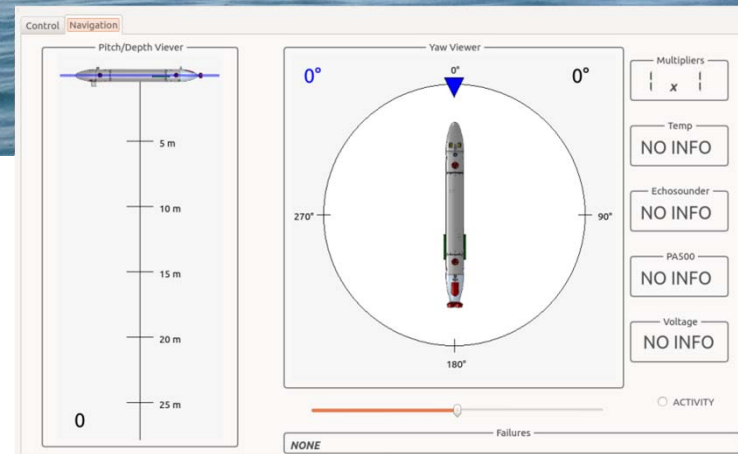 Control Navigation
Pitch/Depth Viever
5 m
10 m
15 m
20 m
25 m
0
Yaw Viewer
0° 0° 0°
270° 90°
180°
Multipliers
| x |
Temp
NO INFO
Echosounder
NO INFO
PA500
NO INFO
Voltage
NO INFO
ACTIVITY
Failures
NONE